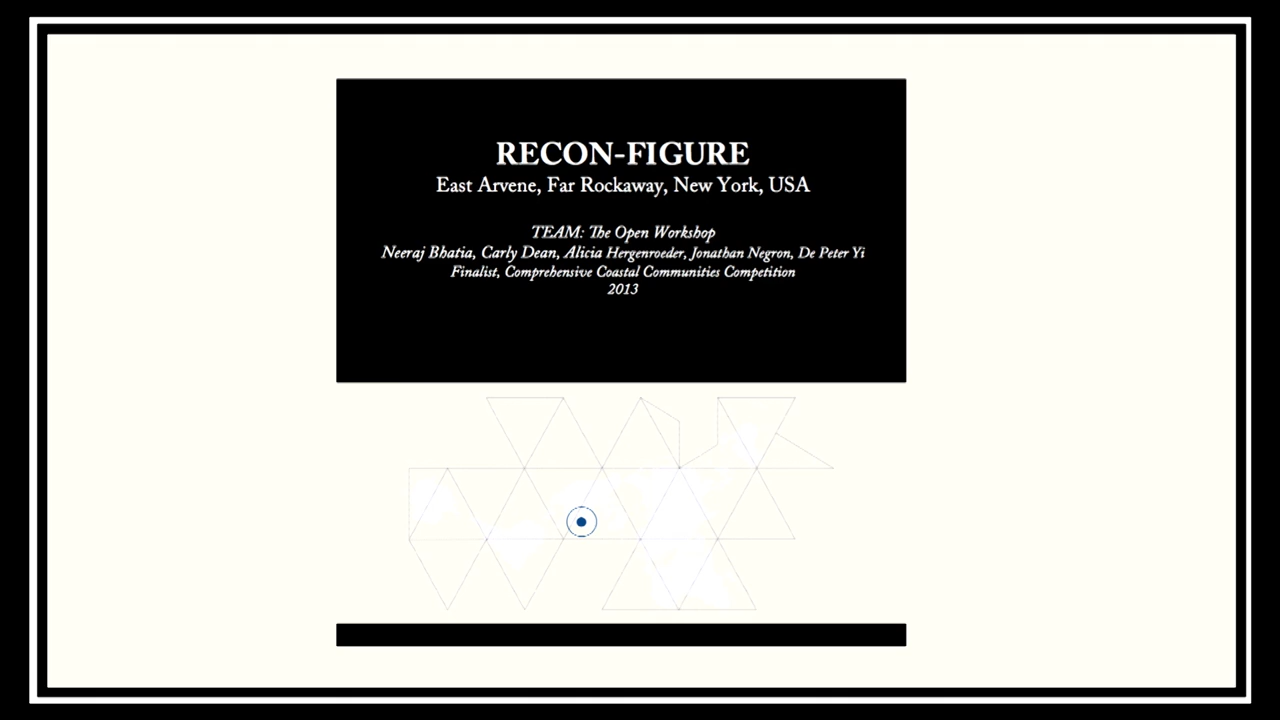 RECON-FIGURE
East Arvene, Far Rockaway, New York, USA
TEAM: The Open Workshop
Neeraj Bhatia, Carly Dean, Alicia Hergenroeder, Jonathan Negron, De Peter Yi
Finalist, Comprehensive Coastal Communities Competition
2013